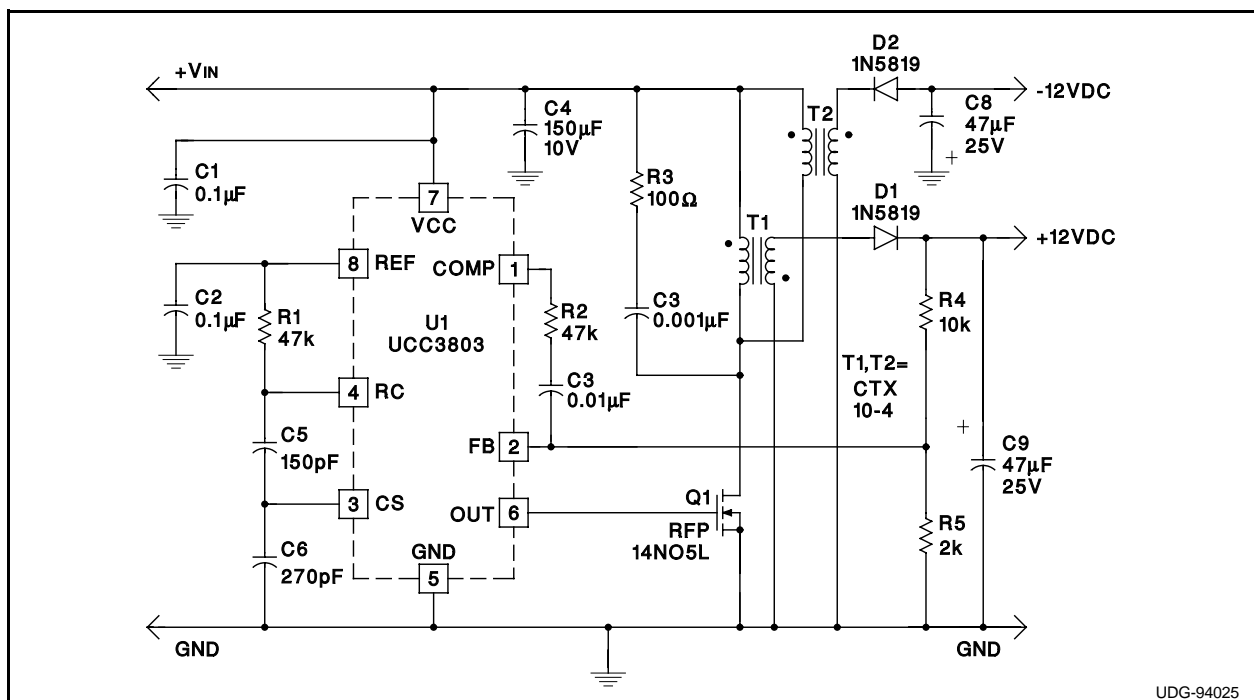 +VIN
C4
150µF
10V
D2
1N5819
-12VDC
C8
47µF
25V
+
T2
C1
0.1µF
7
VCC
R3
100Ω
D1
1N5819
T1
+12VDC
8
REF
COMP
1
C2
0.1µF
R1
47k
U1
UCC3803
R2
47k
C3
0.001µF
R4
10k
T1,T2=
CTX
10-4
4
RC
C3
0.01µF
+
C5
150pF
FB
2
C9
47µF
25V
3
CS
OUT
6
Q1
RFP
14NO5L
R5
2k
C6
270pF
GND
5
GND
GND
UDG-94025